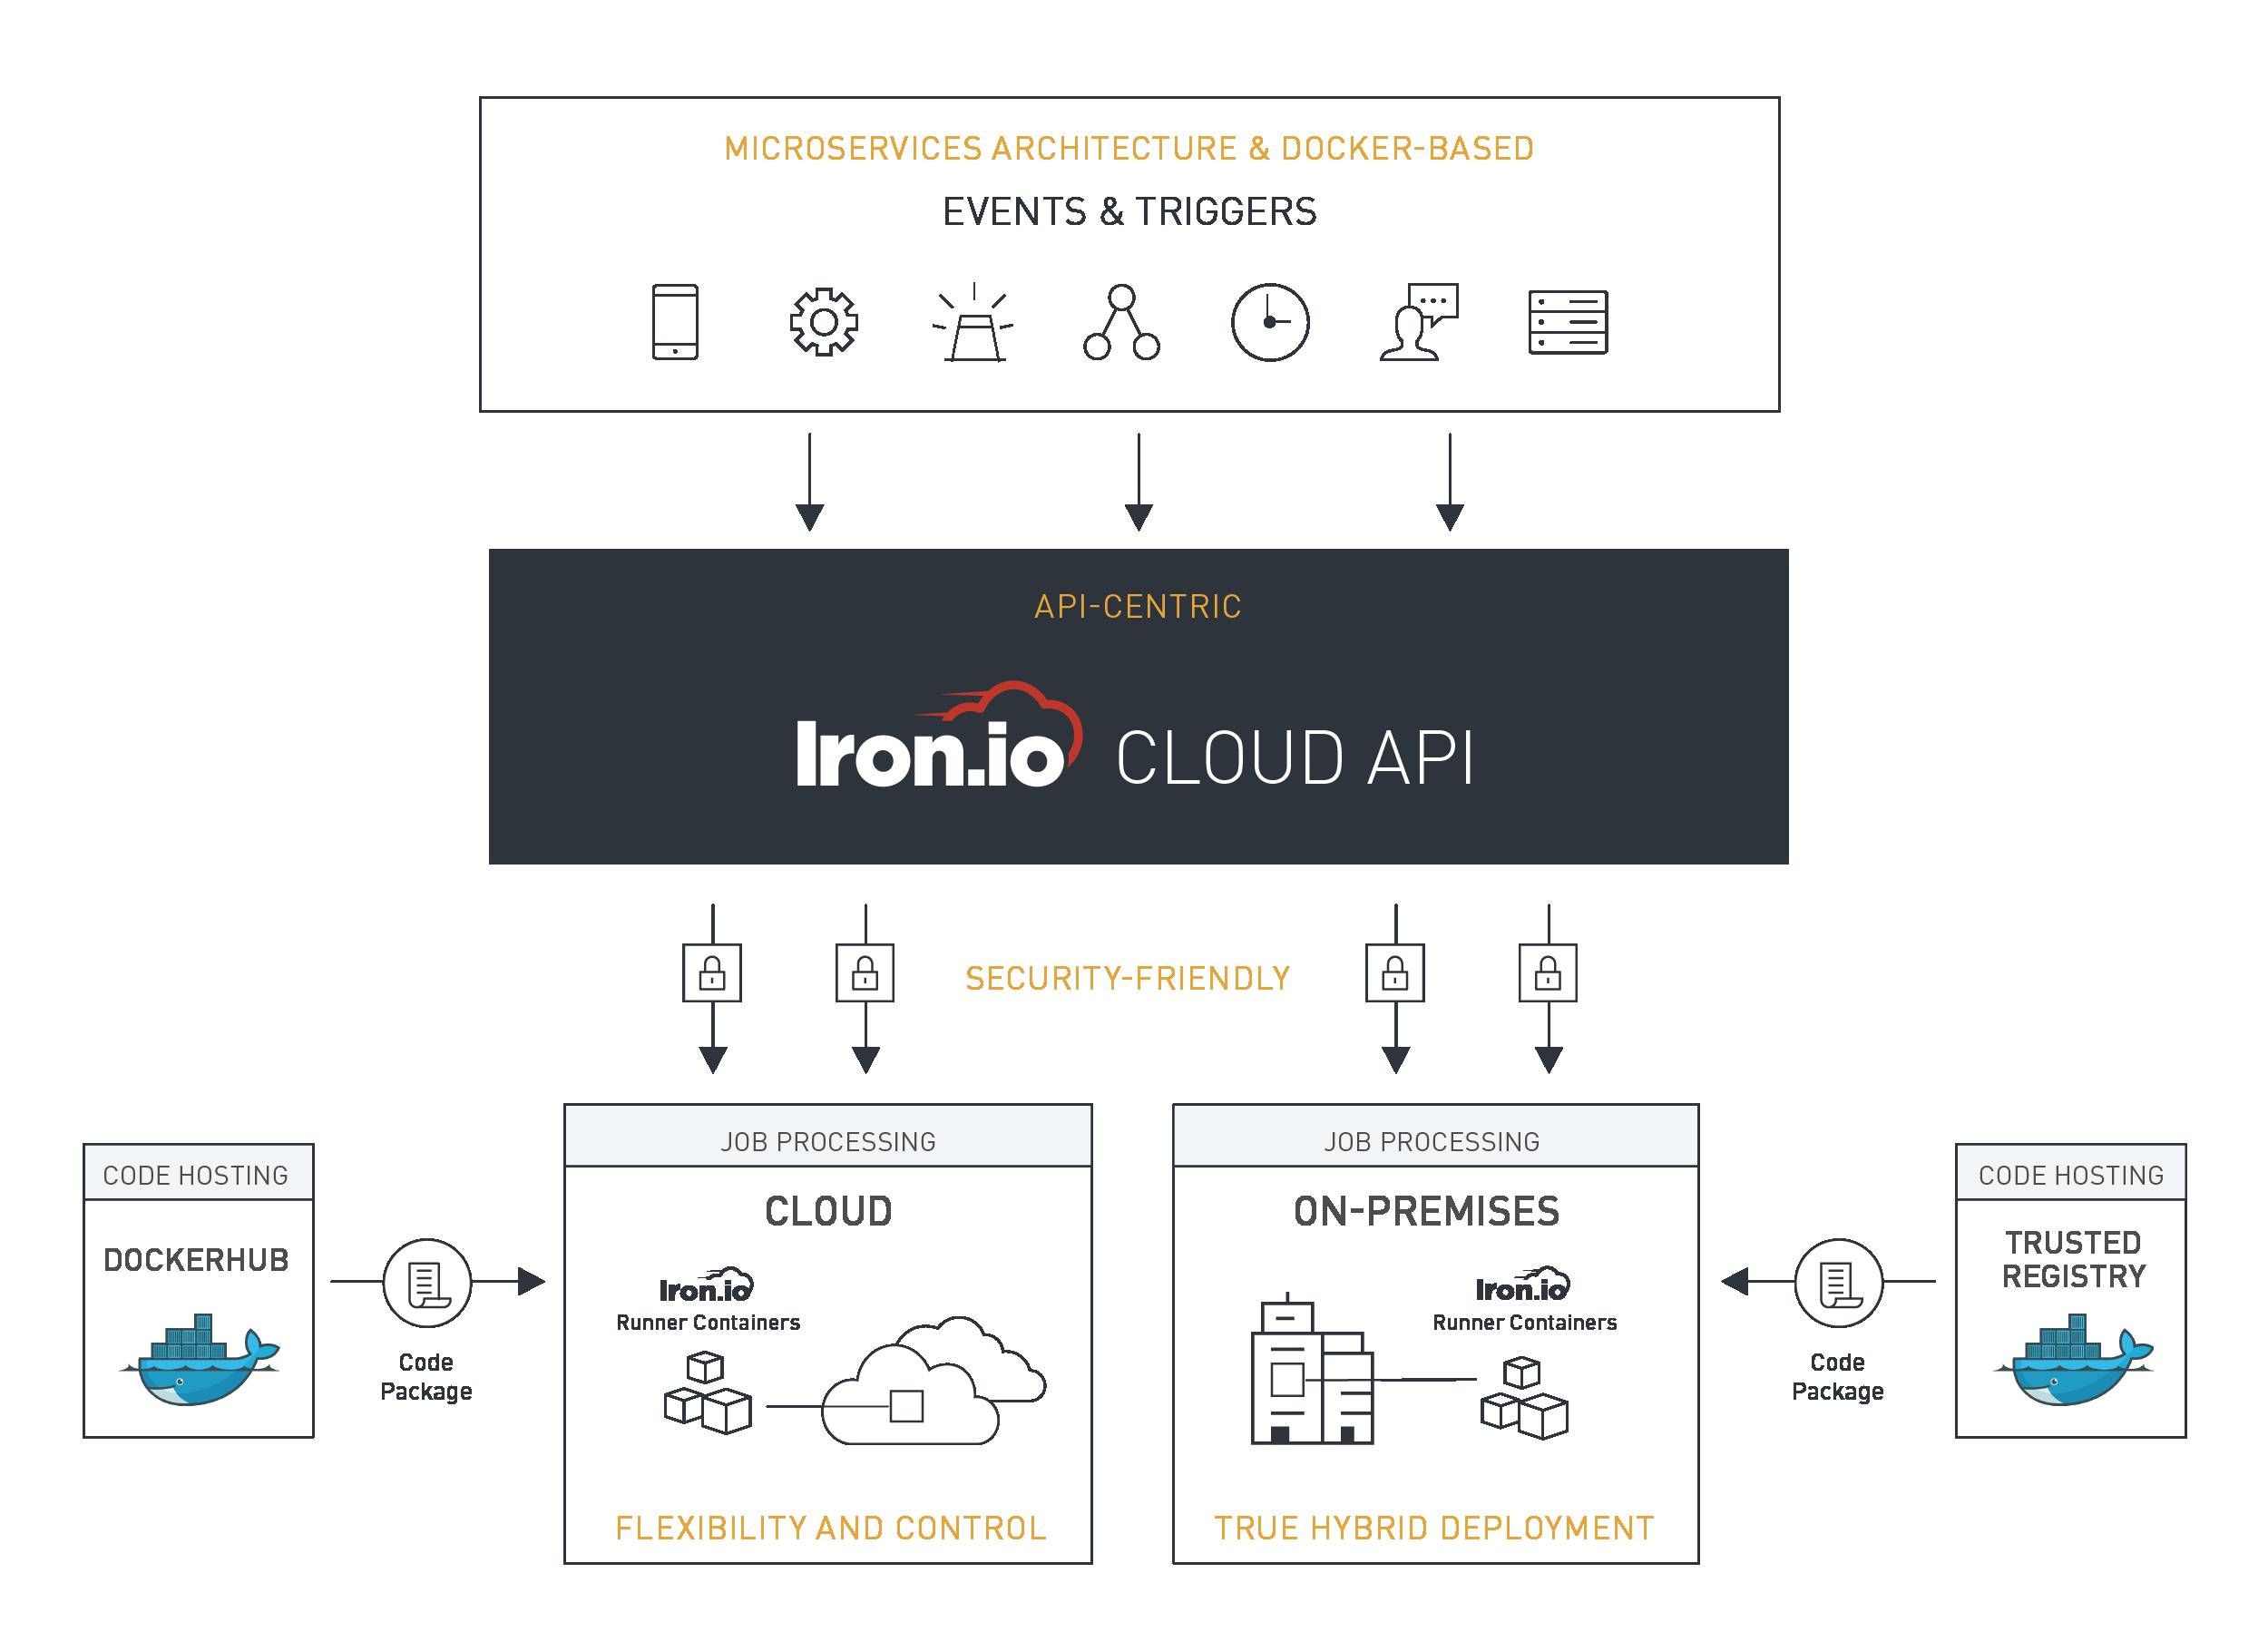 MICROSERVICES ARCHITECTURE & DOCKER-BASED
EVENTS & TRIGGERS
API-CENTRIC
Iron.io CLOUD API
SECURITY-FRIENDLY
CODE HOSTING
DOCKERHUB
Code
Package
JOB PROCESSING
CLOUD
Iron.io
Runner Containers
FLEXIBILITY AND CONTROL
JOB PROCESSING
ON-PREMISES
Iron.io
Runner Containers
TRUE HYBRID DEPLOYMENT
Code
Package
CODE HOSTING
TRUSTED
REGISTRY